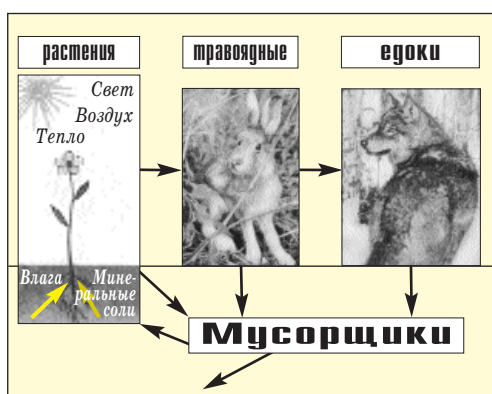 растения
травоядные
едоки
Свет
Воздух
Тепло
Влага
Мине-
ральные
соли
Мусорщики